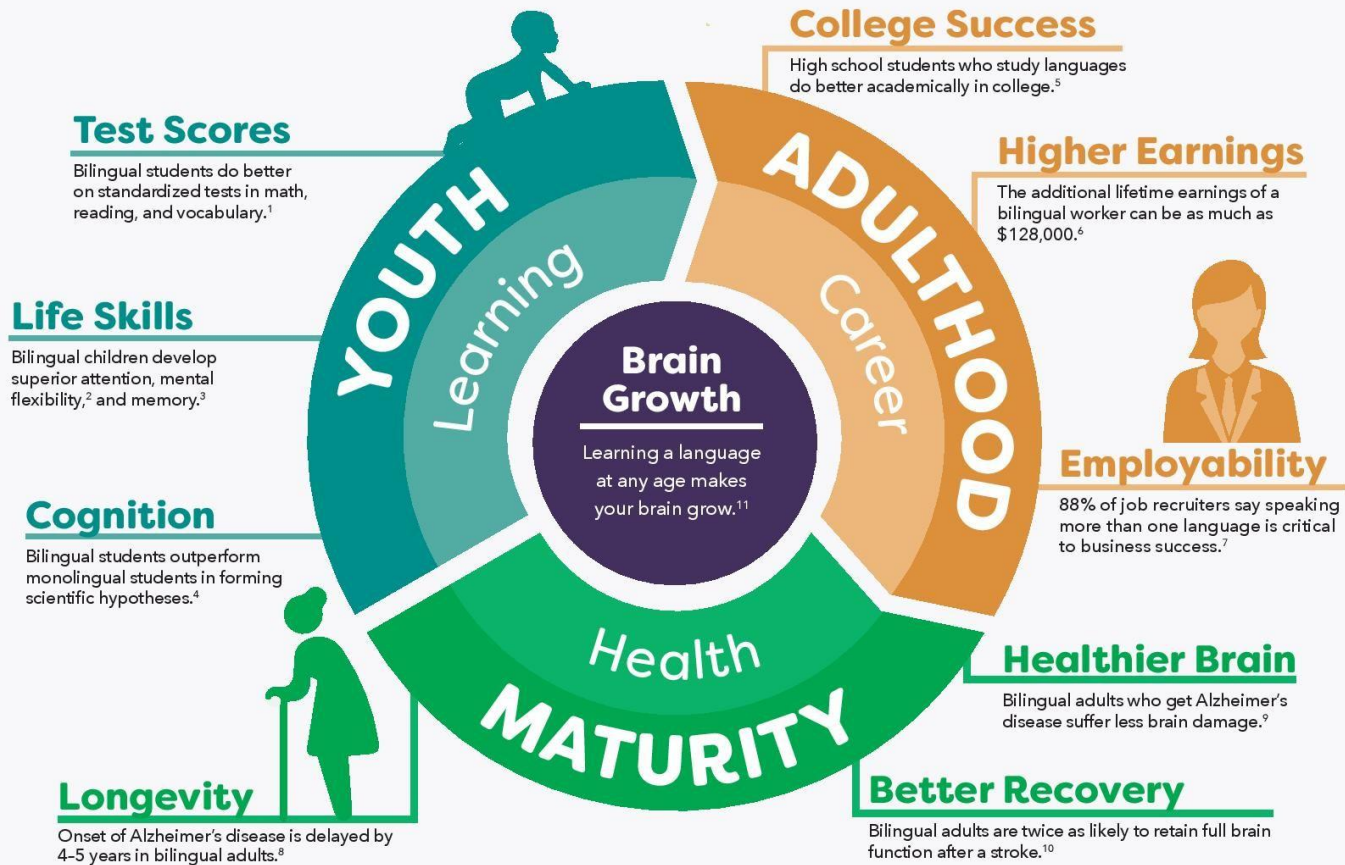 Test Scores
Bilingual students do better
on standardized tests in math,
reading, and vocabulary.¹
Life Skills
Bilingual children develop
superior attention, mental
flexibility,² and memory.³
Cognition
Bilingual students outperform
monolingual students in forming
scientific hypotheses.⁴
YOUTH
Learning
College Success
High school students who study languages
do better academically in college.⁵
Higher Earnings
The additional lifetime earnings of a
bilingual worker can be as much as
$128,000.⁶
Employability
88% of job recruiters say speaking
more than one language is critical
to business success.⁷
ADULTHOOD
Career
Brain
Growth
Learning a language
at any age makes
your brain grow.¹¹
Health
MATURITY
Healthier Brain
Bilingual adults who get Alzheimer's
disease suffer less brain damage.⁹
Better Recovery
Bilingual adults are twice as likely to retain full brain
function after a stroke.¹⁰
Longevity
Onset of Alzheimer's disease is delayed by
4–5 years in bilingual adults.⁸